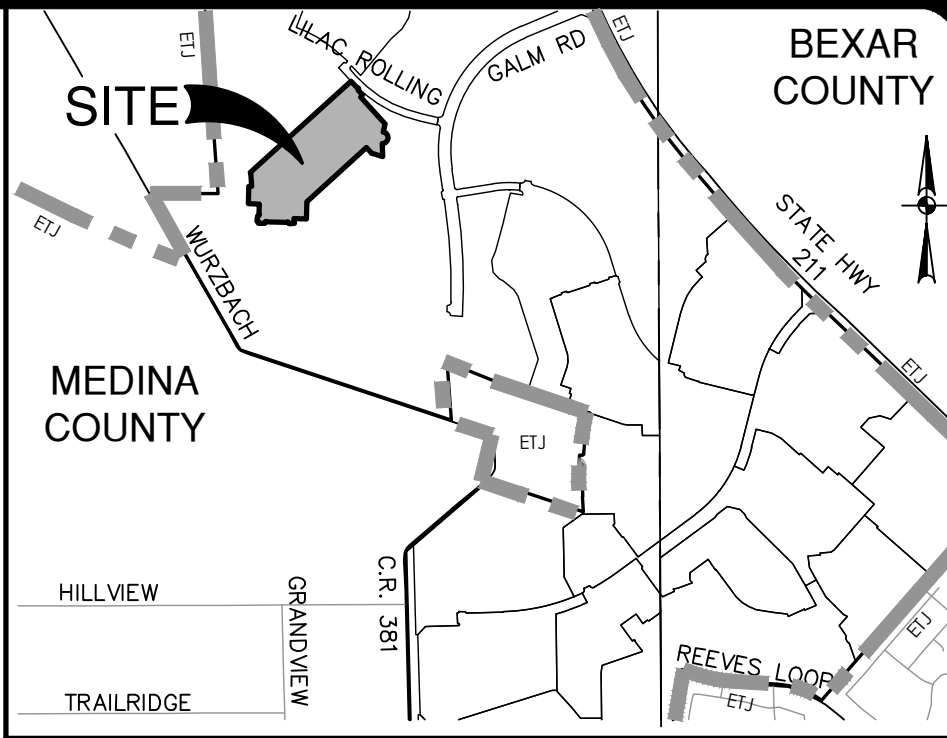 LILAC ROLLING
GALM RD
ETJ
ETJ
BEXAR
COUNTY
SITE
STATE HWY
211
ETJ
WURZBACH
MEDINA
COUNTY
ETJ
ETJ
HILLVIEW
GRANDVIEW
C.R. 381
TRAILRIDGE
REEVES LOOP
ETJ
ETJ